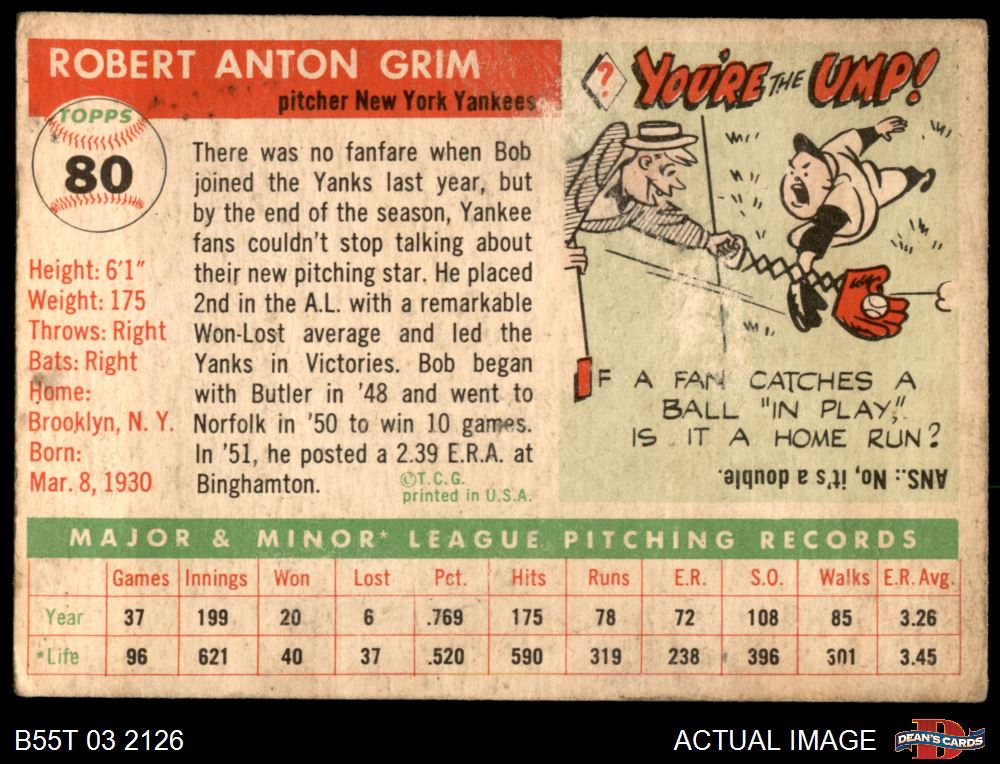 ROBERT ANTON GRIM
pitcher New York Yankees
TOPPS
80
Height: 6'1"
Weight: 175
Throws: Right
Bats: Right
Home:
Brooklyn, N. Y.
Born:
Mar. 8, 1930
There was no fanfare when Bob
joined the Yanks last year, but
by the end of the season, Yankee
fans couldn't stop talking about
their new pitching star. He placed
2nd in the A.L. with a remarkable
Won-Lost average and led the
Yanks in Victories. Bob began
with Butler in '48 and went to
Norfolk in '50 to win 10 games.
In '51, he posted a 2.39 E.R.A. at
Binghamton.
©T.C.G.
printed in U.S.A.
? YOU'RE THE UMP!
IF A FAN CATCHES A
BALL "IN PLAY,"
IS IT A HOME RUN?
ANS.: No, it's a double.
MAJOR & MINOR* LEAGUE PITCHING RECORDS
Games Innings Won Lost Pct. Hits Runs E.R. S.O. Walks E.R. Avg.
Year 37 199 20 6 .769 175 78 72 108 85 3.26
*Life 96 621 40 37 .520 590 319 238 396 301 3.45
B55T 03 2126
ACTUAL IMAGE
D
DEAN'S CARDS